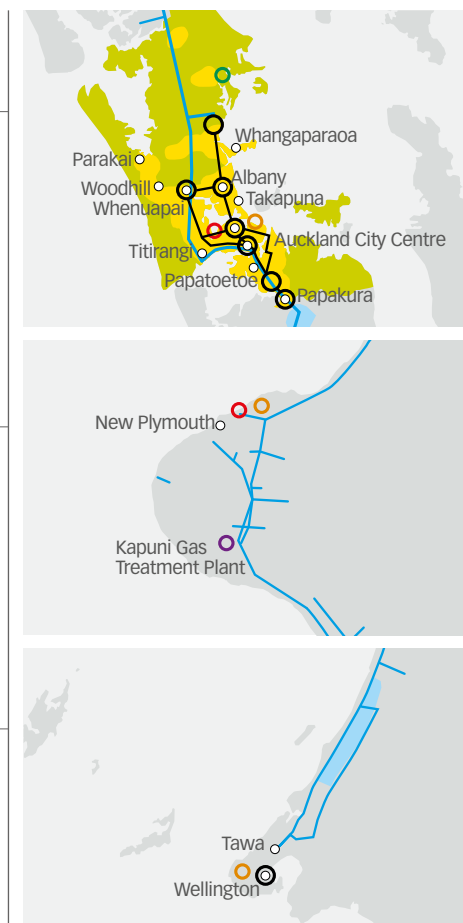 Whangaparaoa
Parakai
Albany
Woodhill
Takapuna
Whenuapai
Auckland City Centre
Titirangi
Papatoetoe
Papakura
New Plymouth
Kapuni Gas
Treatment Plant
Tawa
Wellington